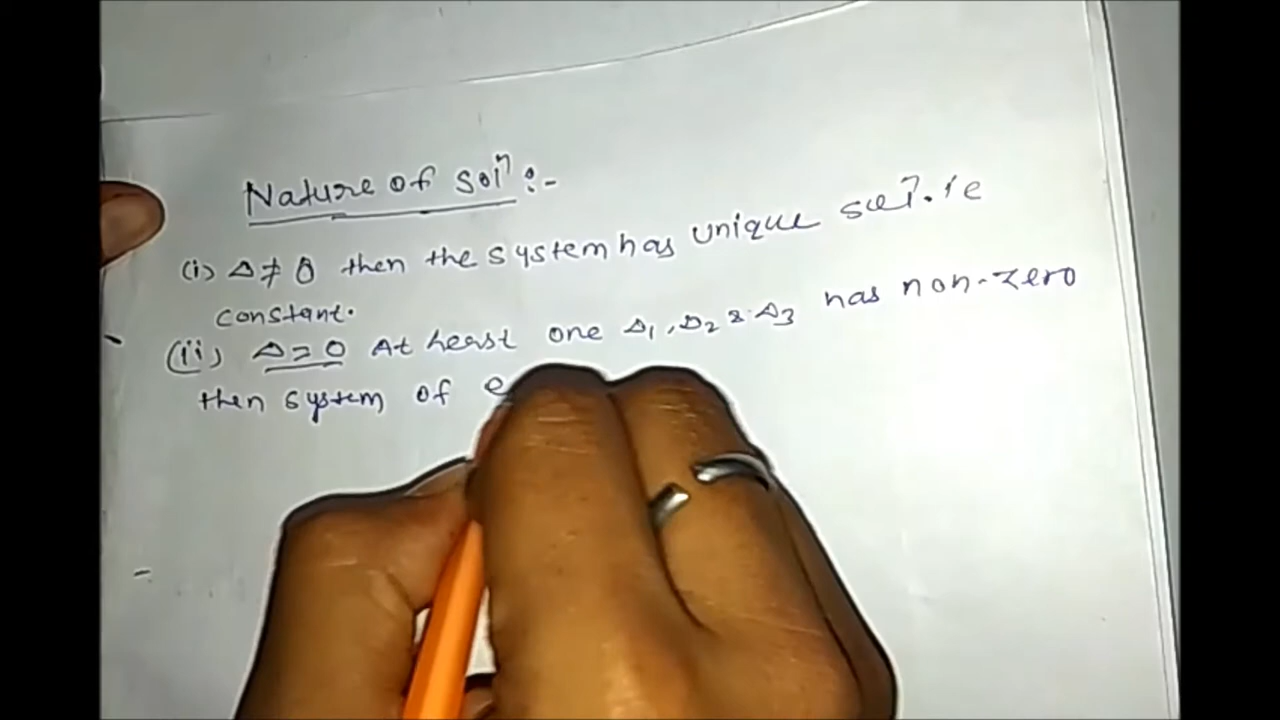 Nature of Solⁿ :-
(i) Δ ≠ 0 then the system has unique solⁿ. ie
constant.
(ii) Δ = 0 At least one Δ₁, Δ₂ & Δ₃ has non-zero
then system of e